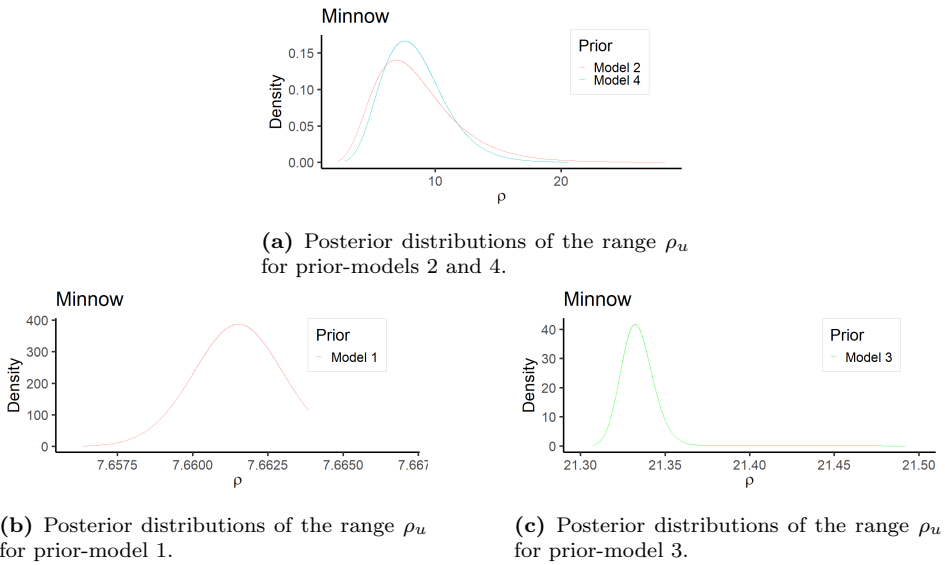 Minnow
Prior
Model 2
Model 4
Density
0.15
0.10
0.05
0.00
10 20
ρ
(a) Posterior distributions of the range ρu
for prior-models 2 and 4.
Minnow
Prior
Model 1
Density
400
300
200
100
0
7.6575 7.6600 7.6625 7.6650 7.667
ρ
(b) Posterior distributions of the range ρu
for prior-model 1.
Minnow
Prior
Model 3
Density
40
30
20
10
0
21.30 21.35 21.40 21.45 21.50
ρ
(c) Posterior distributions of the range ρu
for prior-model 3.